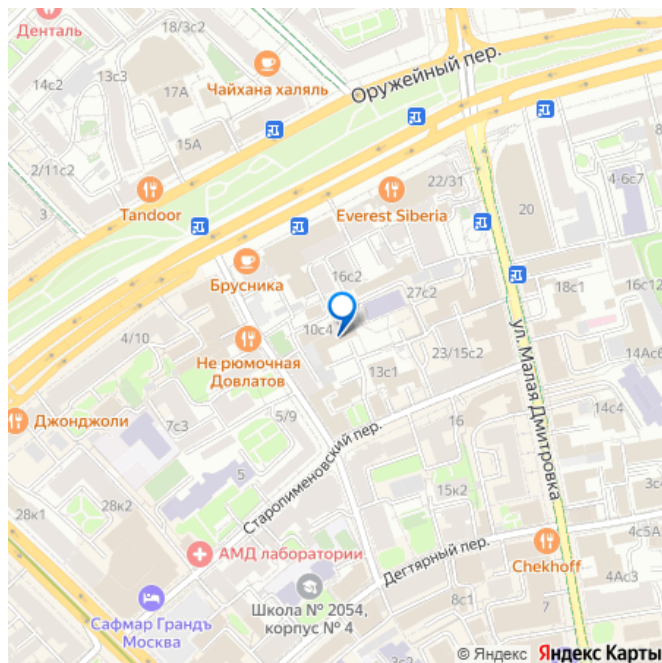 Денталь
18/3с2
14с2
13с3
17А
Чайхана халяль
Оружейный пер.
15А
2/11с2
3
Tandoor
22/31
Everest Siberia
20
8
4-6с7
Брусника
16с2
27с2
18с1
16с12
4/10
10с4
Не рюмочная
Довлатов
13с1
23/15с2
14Ас6
ул. Малая Дмитровка
Джонджоли
7с3
5/9
16
14с4
Старопименовский пер.
5
15к2
3с4
28к2
28к1
АМД лаборатории
Дегтярный пер.
4с5А
Chekhoff
4Ас3
Сафмар Грандъ
Москва
Школа № 2054,
корпус № 4
8с1
7
© Яндекс Яндекс Карты